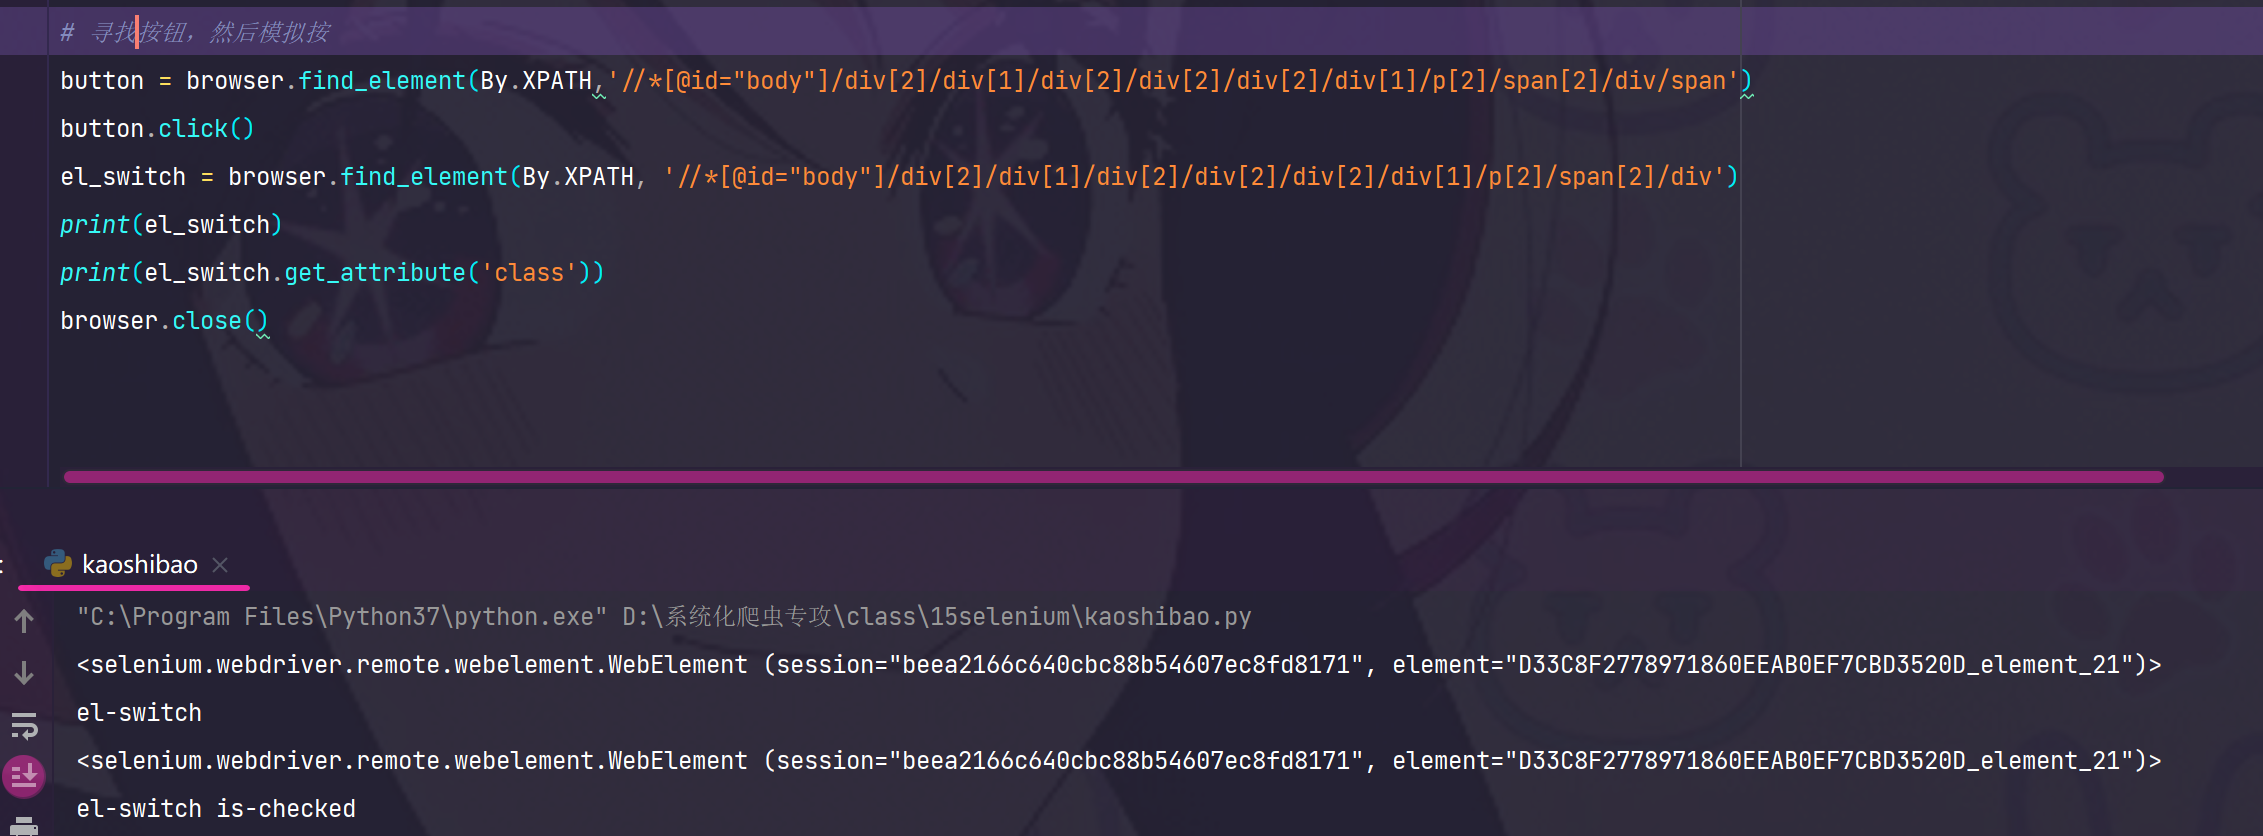 # 寻找按钮，然后模拟按
button = browser.find_element(By.XPATH,'//*[@id="body"]/div[2]/div[1]/div[2]/div[2]/div[2]/div[1]/p[2]/span[2]/div/span')
button.click()
el_switch = browser.find_element(By.XPATH, '//*[@id="body"]/div[2]/div[1]/div[2]/div[2]/div[2]/div[1]/p[2]/span[2]/div')
print(el_switch)
print(el_switch.get_attribute('class'))
browser.close()
: kaoshibao
"C:\Program Files\Python37\python.exe" D:\系统化爬虫专攻\class\15selenium\kaoshibao.py
<selenium.webdriver.remote.webelement.WebElement (session="beea2166c640cbc88b54607ec8fd8171", element="D33C8F2778971860EEAB0EF7CBD3520D_element_21")>
el-switch
<selenium.webdriver.remote.webelement.WebElement (session="beea2166c640cbc88b54607ec8fd8171", element="D33C8F2778971860EEAB0EF7CBD3520D_element_21")>
el-switch is-checked